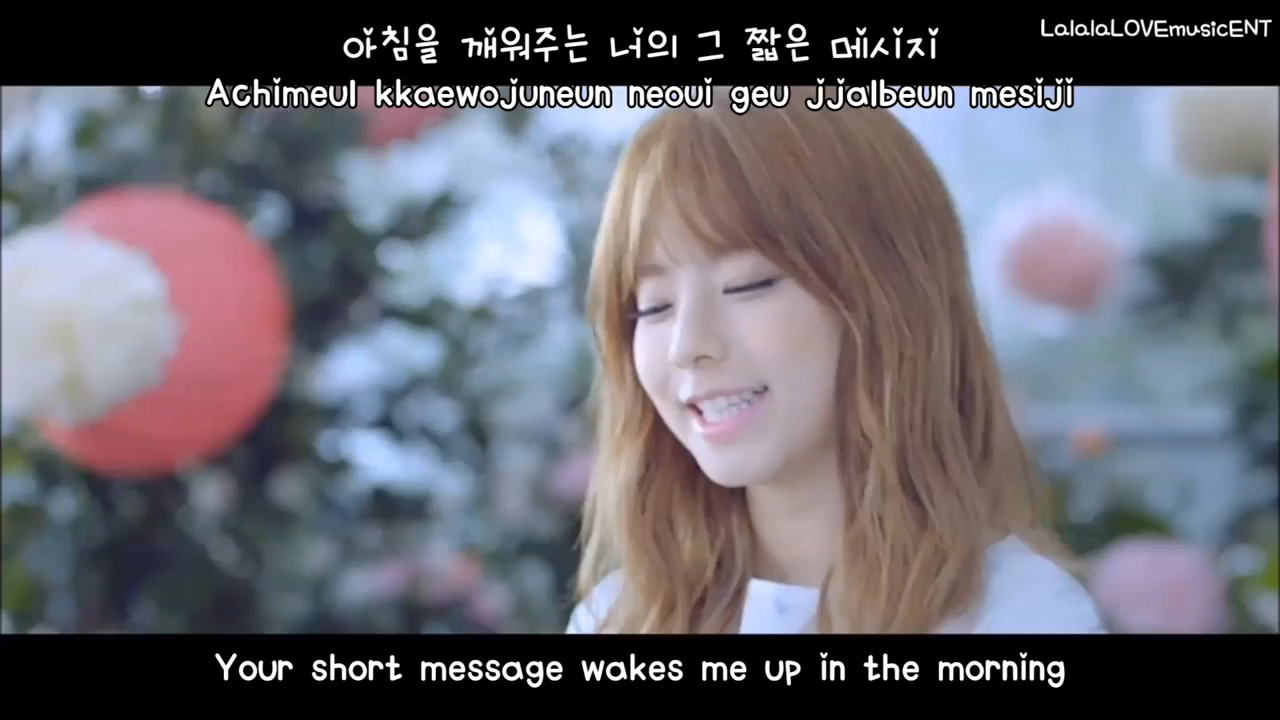 LalalaLOVEmusicENT
아침을 깨워주는 너의 그 짧은 메시지
Achimeul kkaewojuneun neoui geu jjalbeun mesiji
Your short message wakes me up in the morning